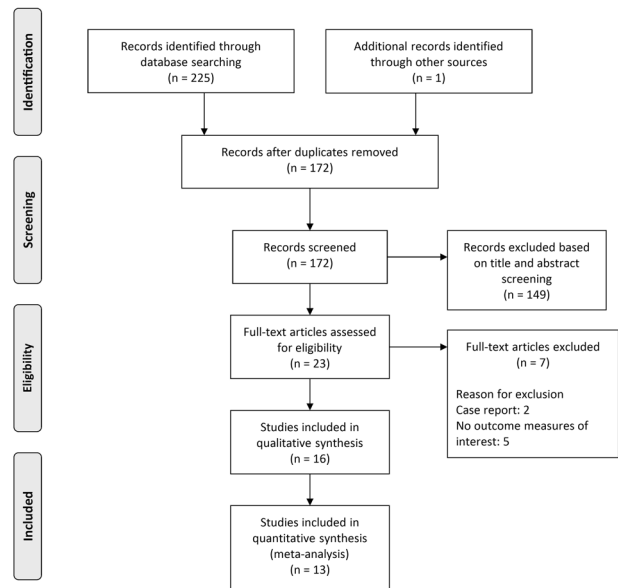 Identification
Records identified through
database searching
(n = 225)
Additional records identified
through other sources
(n = 1)
Records after duplicates removed
(n = 172)
Screening
Records screened
(n = 172)
Records excluded based
on title and abstract
screening
(n = 149)
Eligibility
Full-text articles assessed
for eligibility
(n = 23)
Full-text articles excluded
(n = 7)
Reason for exclusion
Case report: 2
No outcome measures of
interest: 5
Studies included in
qualitative synthesis
(n = 16)
Included
Studies included in
quantitative synthesis
(meta-analysis)
(n = 13)